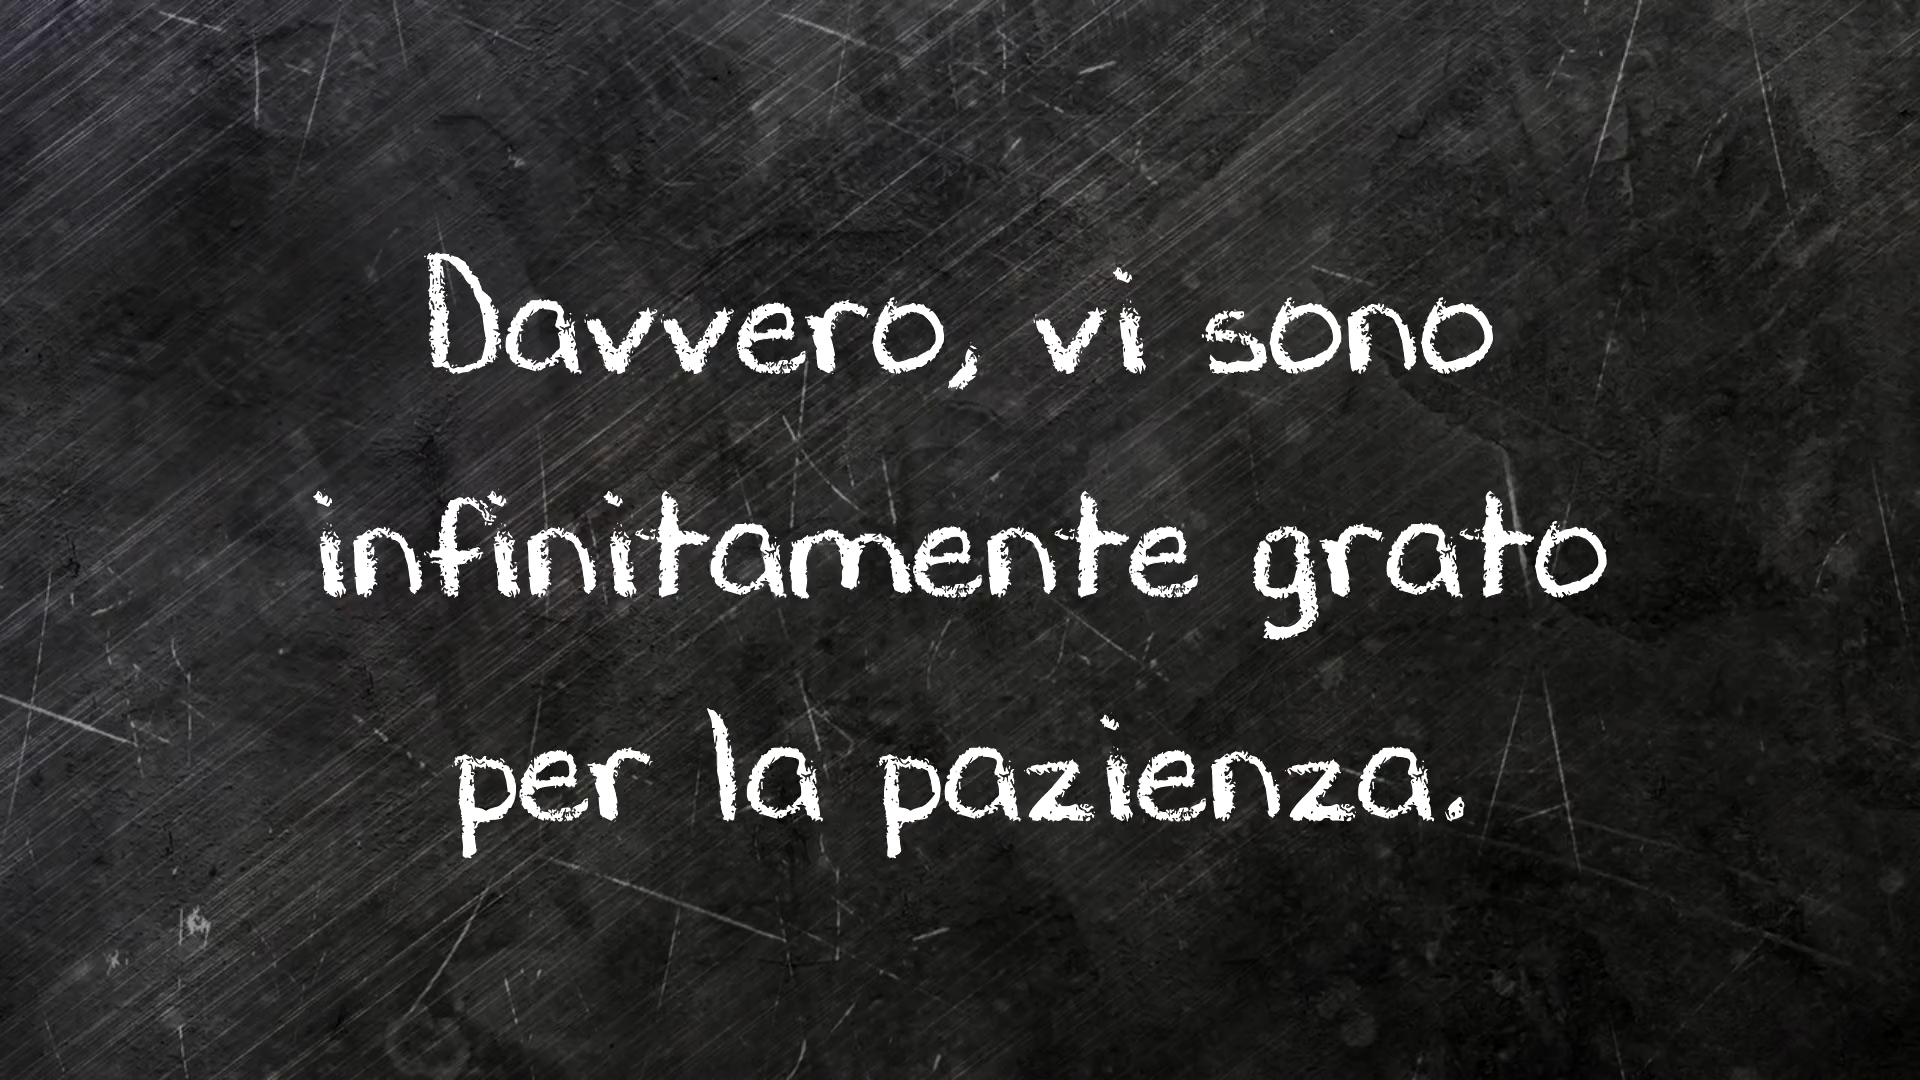 Davvero, vi sono
infinitamente grato
per la pazienza.